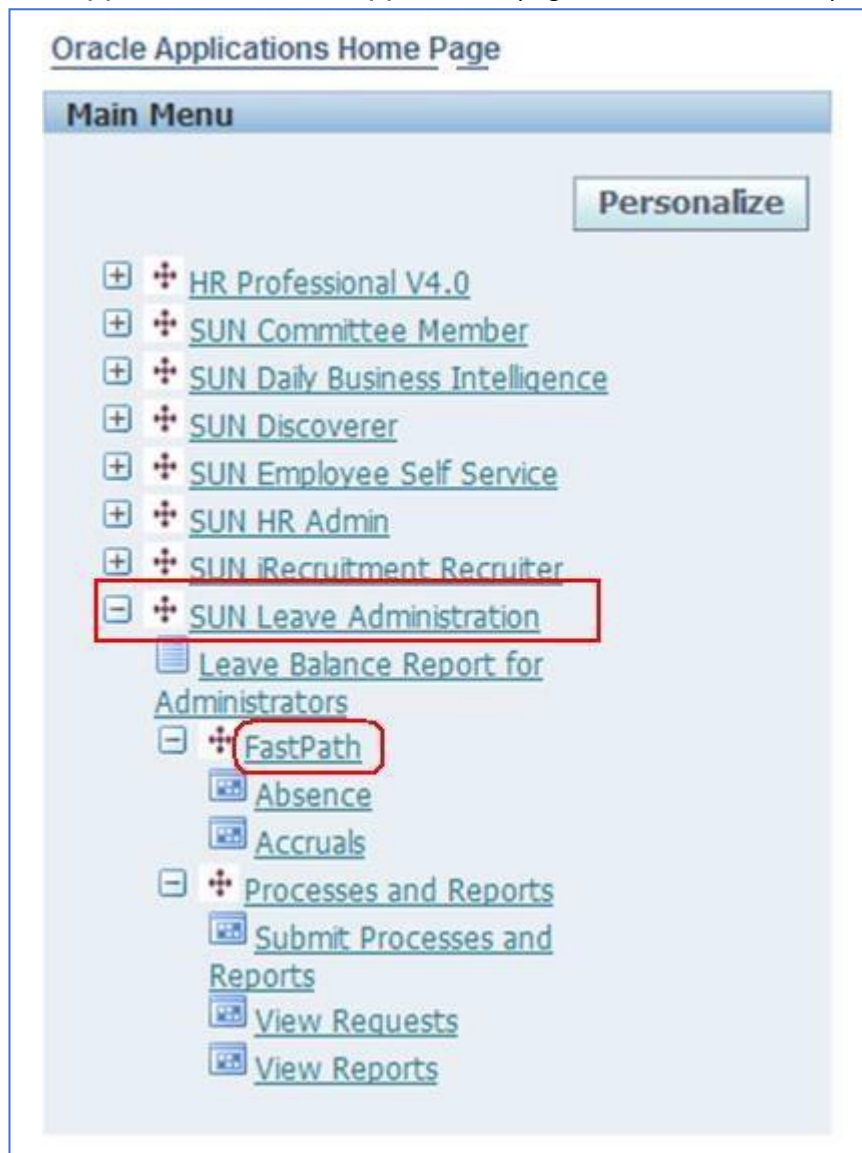 Oracle Applications Home Page
Main Menu
Personalize
HR Professional V4.0
SUN Committee Member
SUN Daily Business Intelligence
SUN Discoverer
SUN Employee Self Service
SUN HR Admin
SUN iRecruitment Recruiter
SUN Leave Administration
Leave Balance Report for
Administrators
FastPath
Absence
Accruals
Processes and Reports
Submit Processes and
Reports
View Requests
View Reports